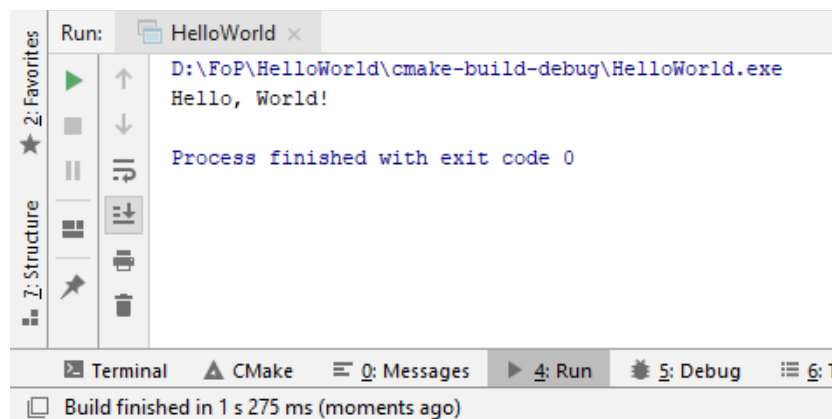 Run: HelloWorld
2: Favorites
D:\FoP\HelloWorld\cmake-build-debug\HelloWorld.exe
Hello, World!
Process finished with exit code 0
7: Structure
Terminal CMake 0: Messages 4: Run 5: Debug 6:
Build finished in 1 s 275 ms (moments ago)